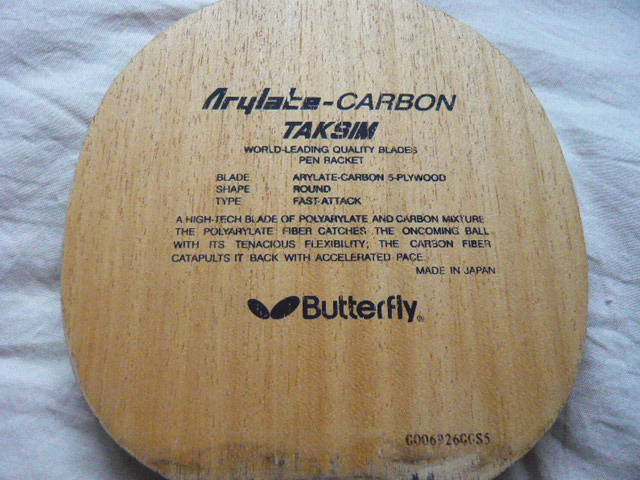 Arylate-CARBON
TAKSIM
WORLD-LEADING QUALITY BLADES
PEN RACKET
BLADE ARYLATE-CARBON 5-PLYWOOD
SHAPE ROUND
TYPE FAST-ATTACK
A HIGH-TECH BLADE OF POLYARYLATE AND CARBON MIXTURE.
THE POLYARYLATE FIBER CATCHES THE ONCOMING BALL
WITH ITS TENACIOUS FLEXIBILITY; THE CARBON FIBER
CATAPULTS IT BACK WITH ACCELERATED PACE.
MADE IN JAPAN
Butterfly®
G006926GGS5